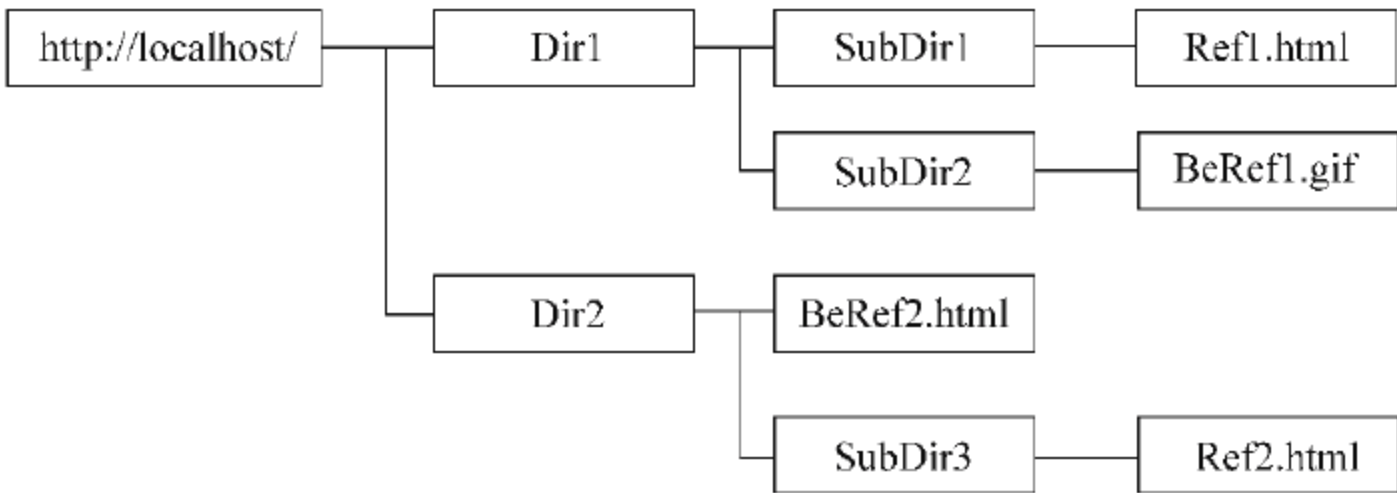 http://localhost/
Dir1
SubDir1
Ref1.html
SubDir2
BeRef1.gif
Dir2
BeRef2.html
SubDir3
Ref2.html